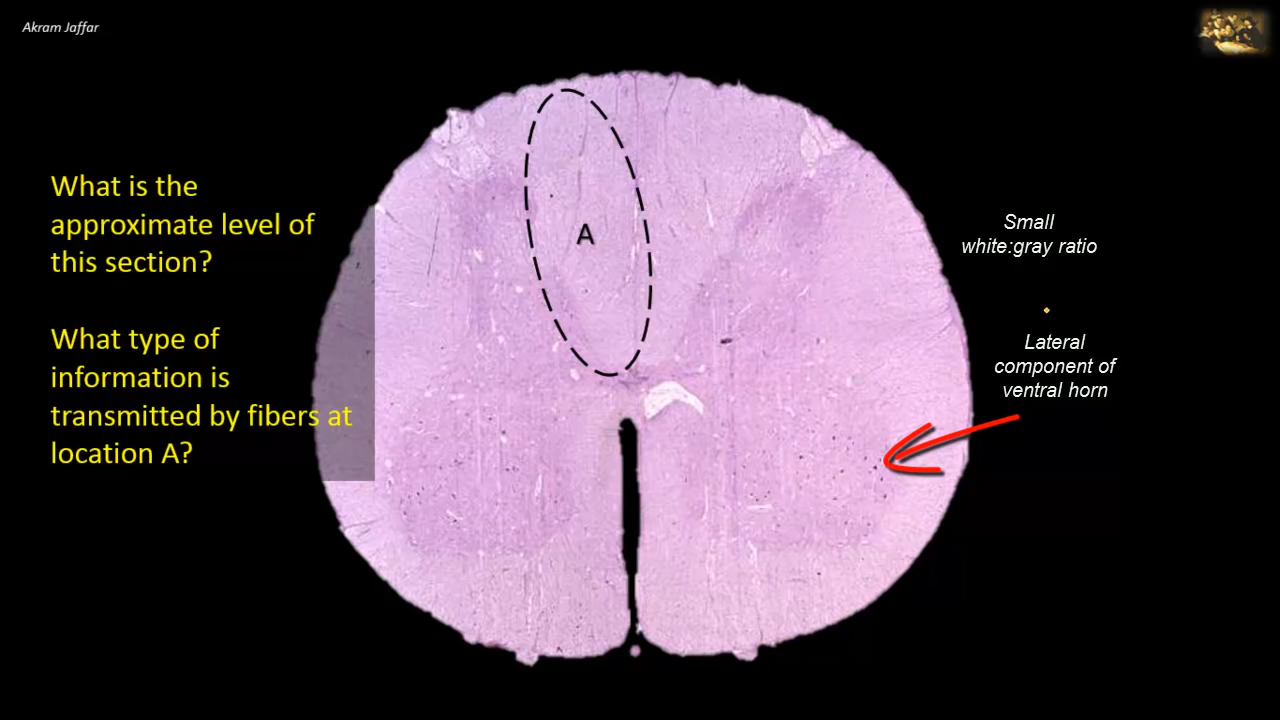 Akram Jaffar
What is the
approximate level of
this section?
What type of
information is
transmitted by fibers at
location A?
A
Small
white:gray ratio
Lateral
component of
ventral horn